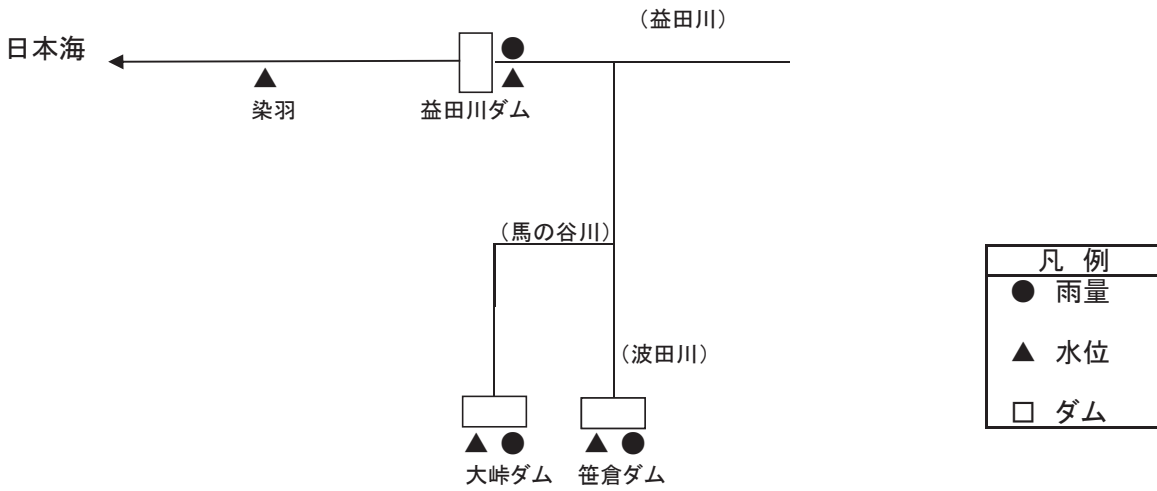 （益田川）
日本海
染羽
益田川ダム
（馬の谷川）
（波田川）
大峠ダム
笹倉ダム
凡 例
● 雨量
▲ 水位
□ ダム